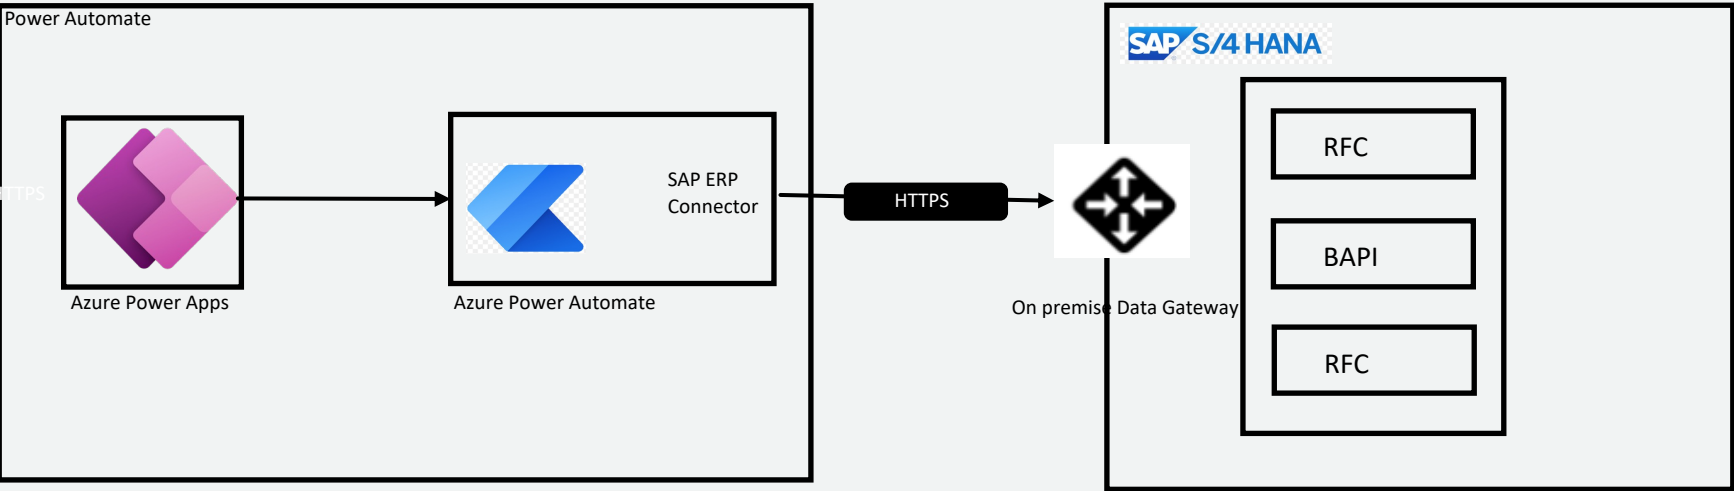 Power Automate
SAP S/4 HANA
RFC
HTTPS
SAP ERP
Connector
HTTPS
BAPI
Azure Power Apps
Azure Power Automate
On premise Data Gateway
RFC